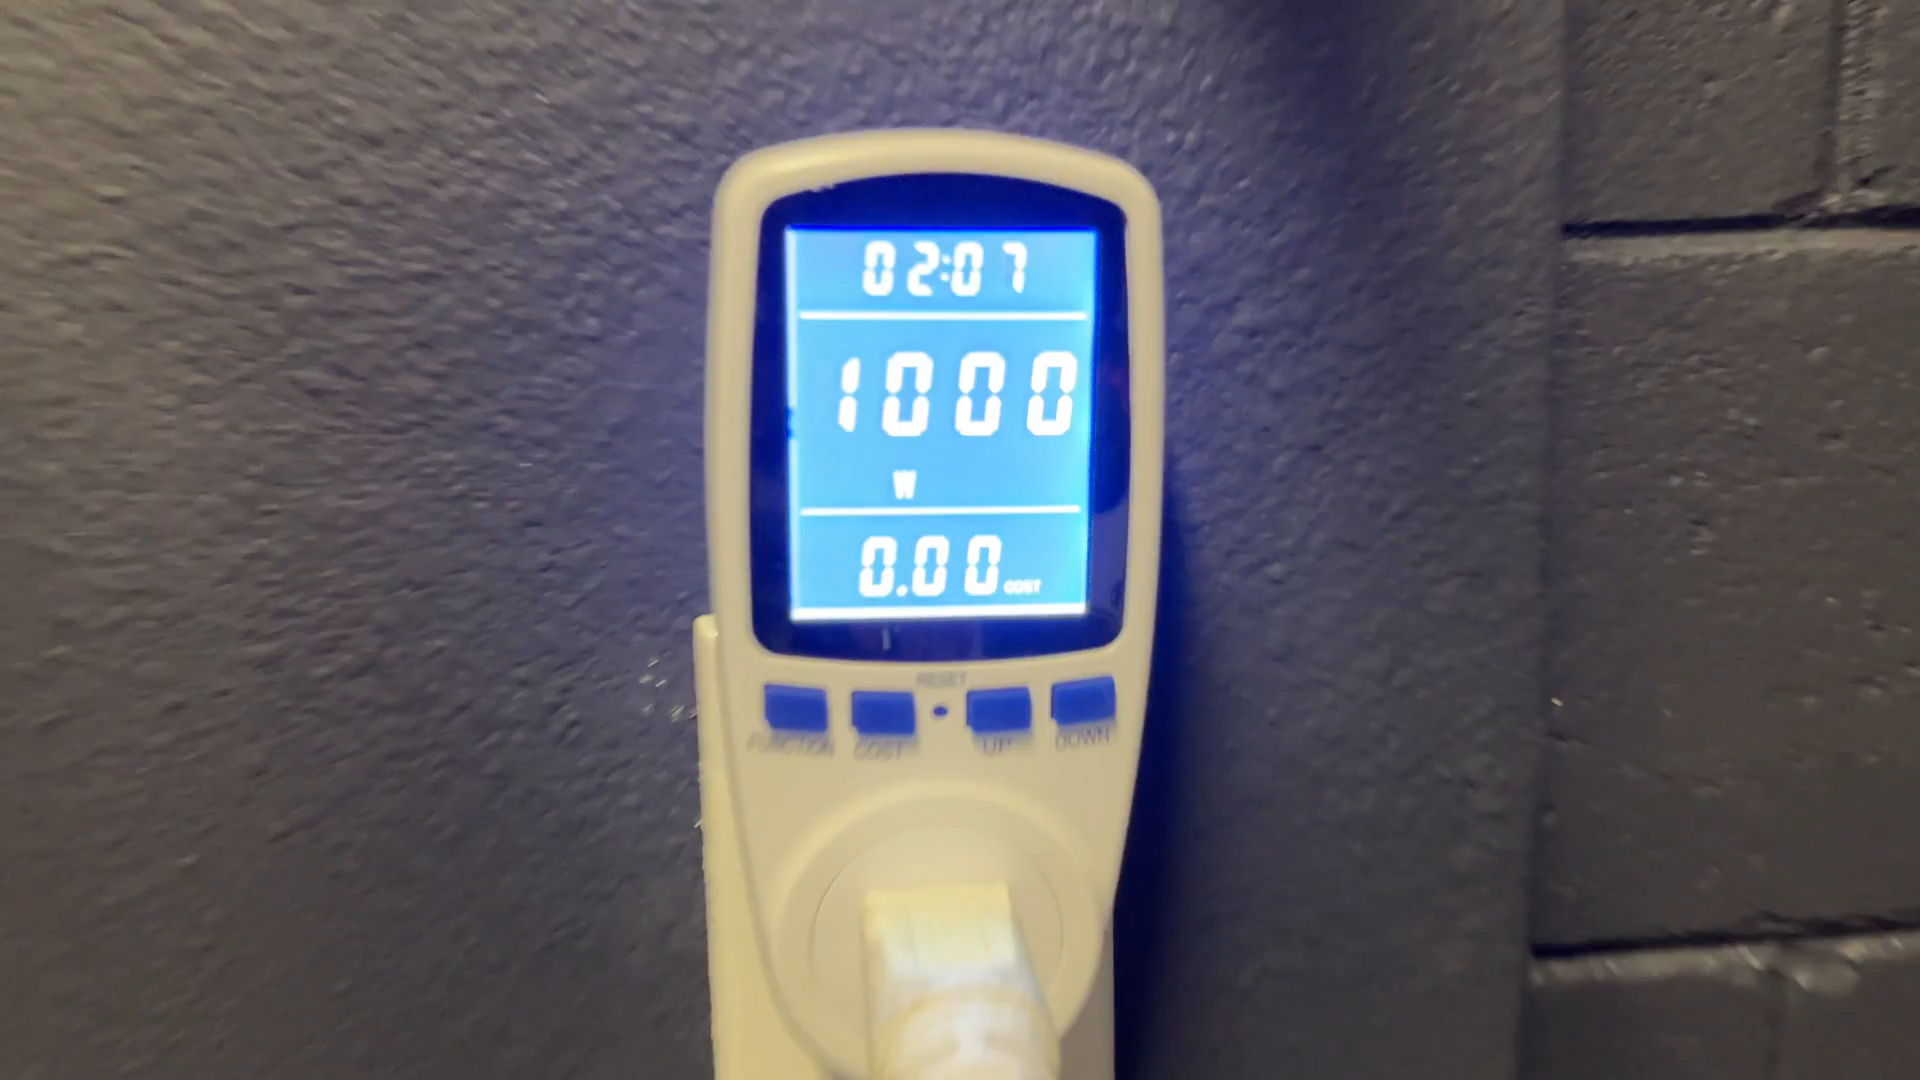 02:07
1000
W
0.00 COST
RESET
FUNCTION COST UP DOWN